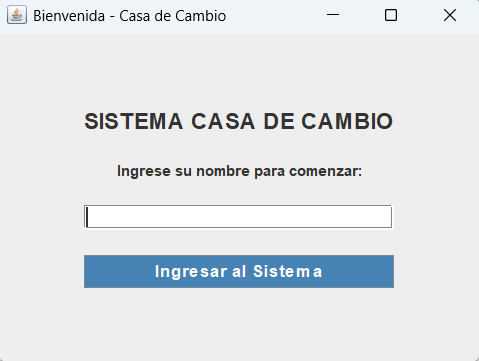 Bienvenida - Casa de Cambio
SISTEMA CASA DE CAMBIO
Ingrese su nombre para comenzar:
Ingresar al Sistema